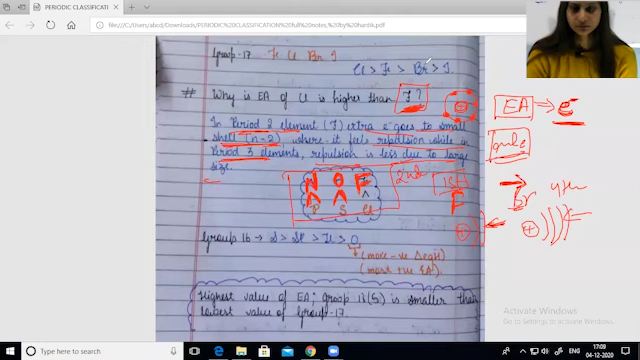 PERIODIC CLASSIFICATI
File | C:/Users/abcd/Downloads/PERIODIC%20CLASSIFICATION%20full%20notes,%20by%20hardik.pdf
Group-17 F Cl Br I
Cl > F > Br > I
# Why is EA of Cl is higher than F?
In Period 2 element (F) extra e⁻ goes to small
shell (n=2) where it feels repulsion while in
Period 3 elements, repulsion is less due to large
size.
EA → e⁻
N O F 2nd
^ ^ ^
P S Cl
1st
F
Br
Group 16 → S > Se > Te > O
(more -ve ΔegH)
(most +ve EA)
Highest value of EA; group 16(S) is smaller than
lowest value of Group-17
Activate Windows
Go to Settings to activate Windows.
Type here to search
ENG
17:09
04-12-2020